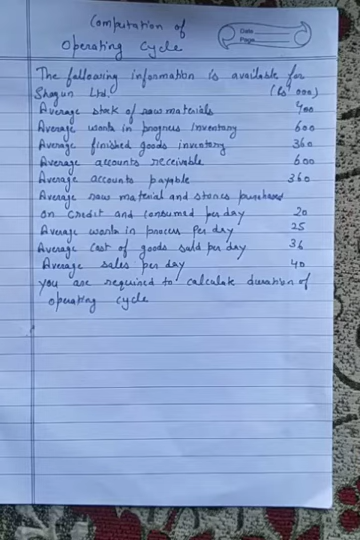 Computation of
Operating Cycle
Date
Page
The following information is available for
Shagun Ltd. (Rs '000)
Average stock of raw materials 400
Average work in progress inventory 600
Average finished goods inventory 360
Average accounts receivable 600
Average accounts payable 360
Average raw material and stores purchased
on credit and consumed per day 20
Average work in process per day 25
Average cost of goods sold per day 36
Average sales per day 40
you are required to calculate duration of
operating cycle